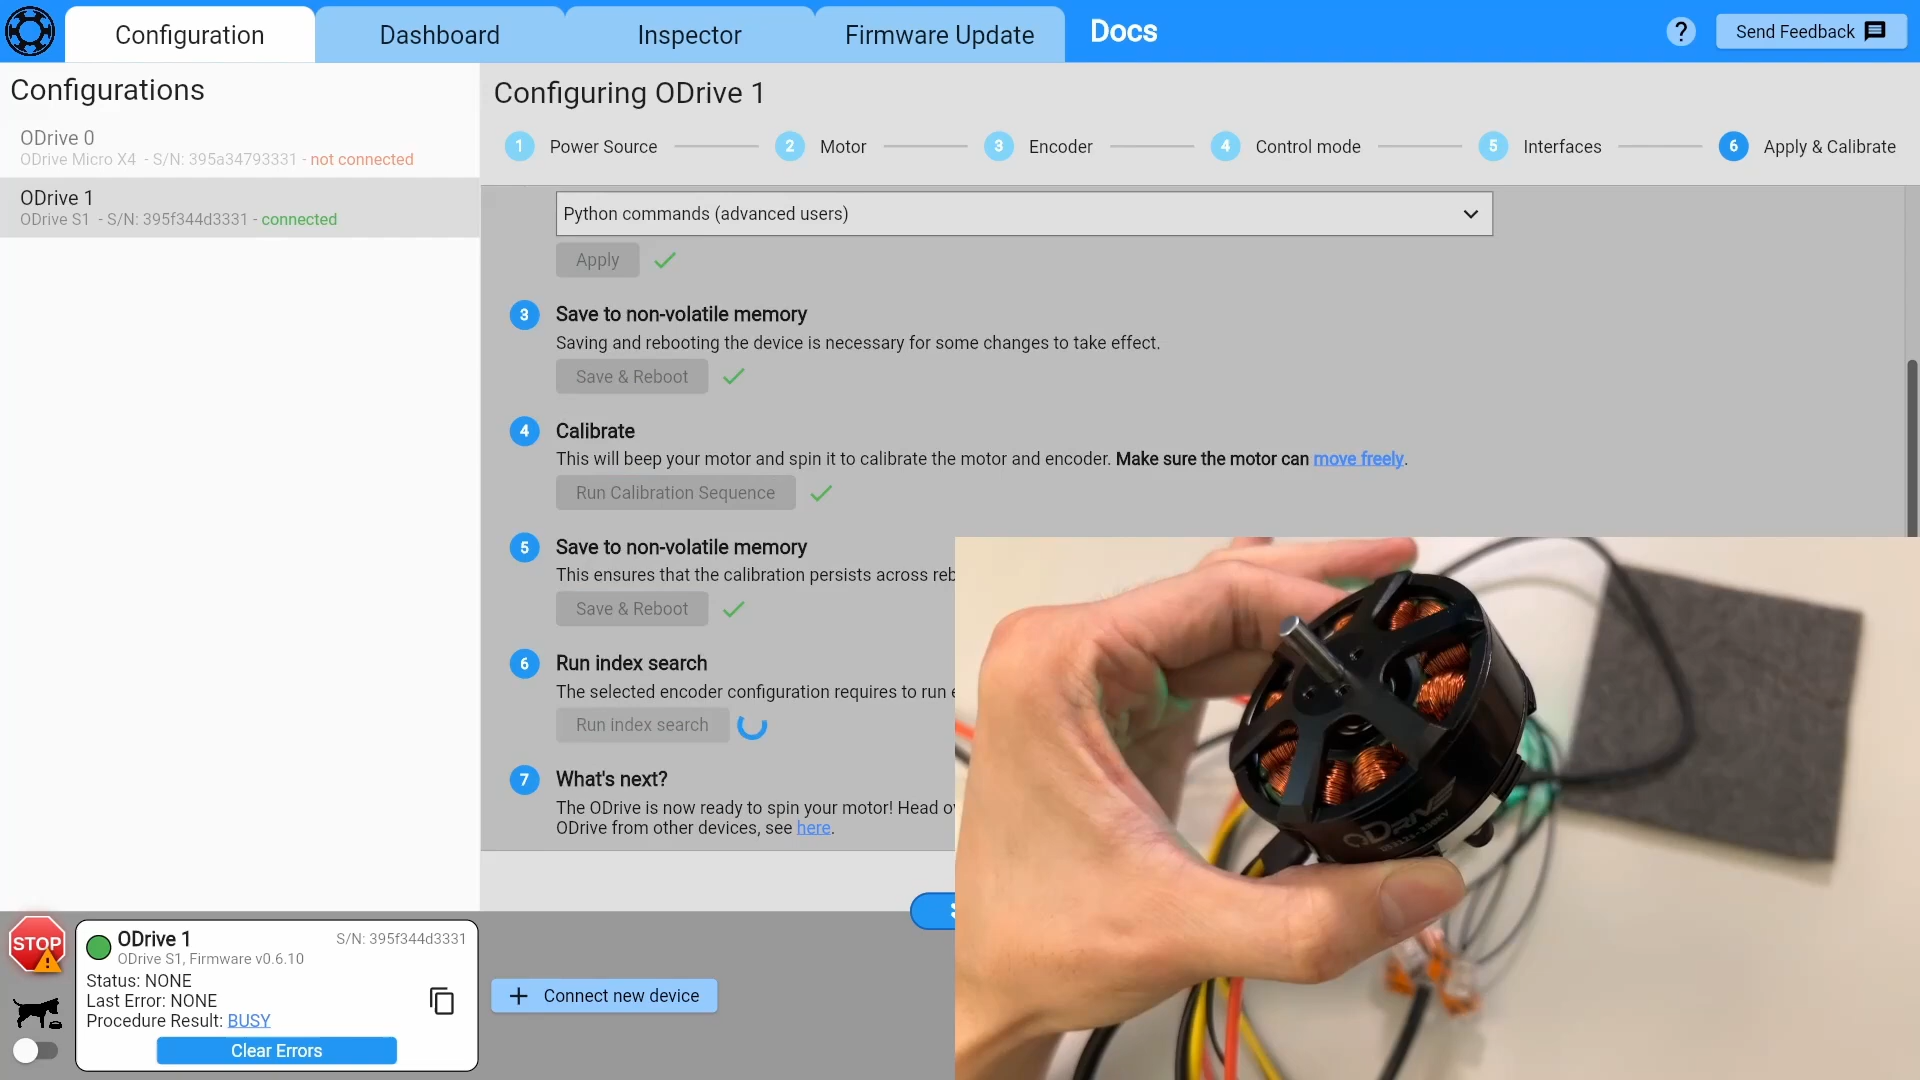 Configuration
Dashboard
Inspector
Firmware Update
Docs
?
Send Feedback
Configurations
ODrive 0
ODrive Micro X4 - S/N: 395a34793331 - not connected
ODrive 1
ODrive S1 - S/N: 395f344d3331 - connected
Configuring ODrive 1
1 Power Source
2 Motor
3 Encoder
4 Control mode
5 Interfaces
6 Apply & Calibrate
Python commands (advanced users)
Apply
3 Save to non-volatile memory
Saving and rebooting the device is necessary for some changes to take effect.
Save & Reboot
4 Calibrate
This will beep your motor and spin it to calibrate the motor and encoder. Make sure the motor can move freely.
Run Calibration Sequence
5 Save to non-volatile memory
This ensures that the calibration persists across reb
Save & Reboot
6 Run index search
The selected encoder configuration requires to run e
Run index search
7 What's next?
The ODrive is now ready to spin your motor! Head o
ODrive from other devices, see here.
ODRIVE
STOP
ODrive 1
S/N: 395f344d3331
ODrive S1, Firmware v0.6.10
Status: NONE
Last Error: NONE
Procedure Result: BUSY
Clear Errors
+ Connect new device